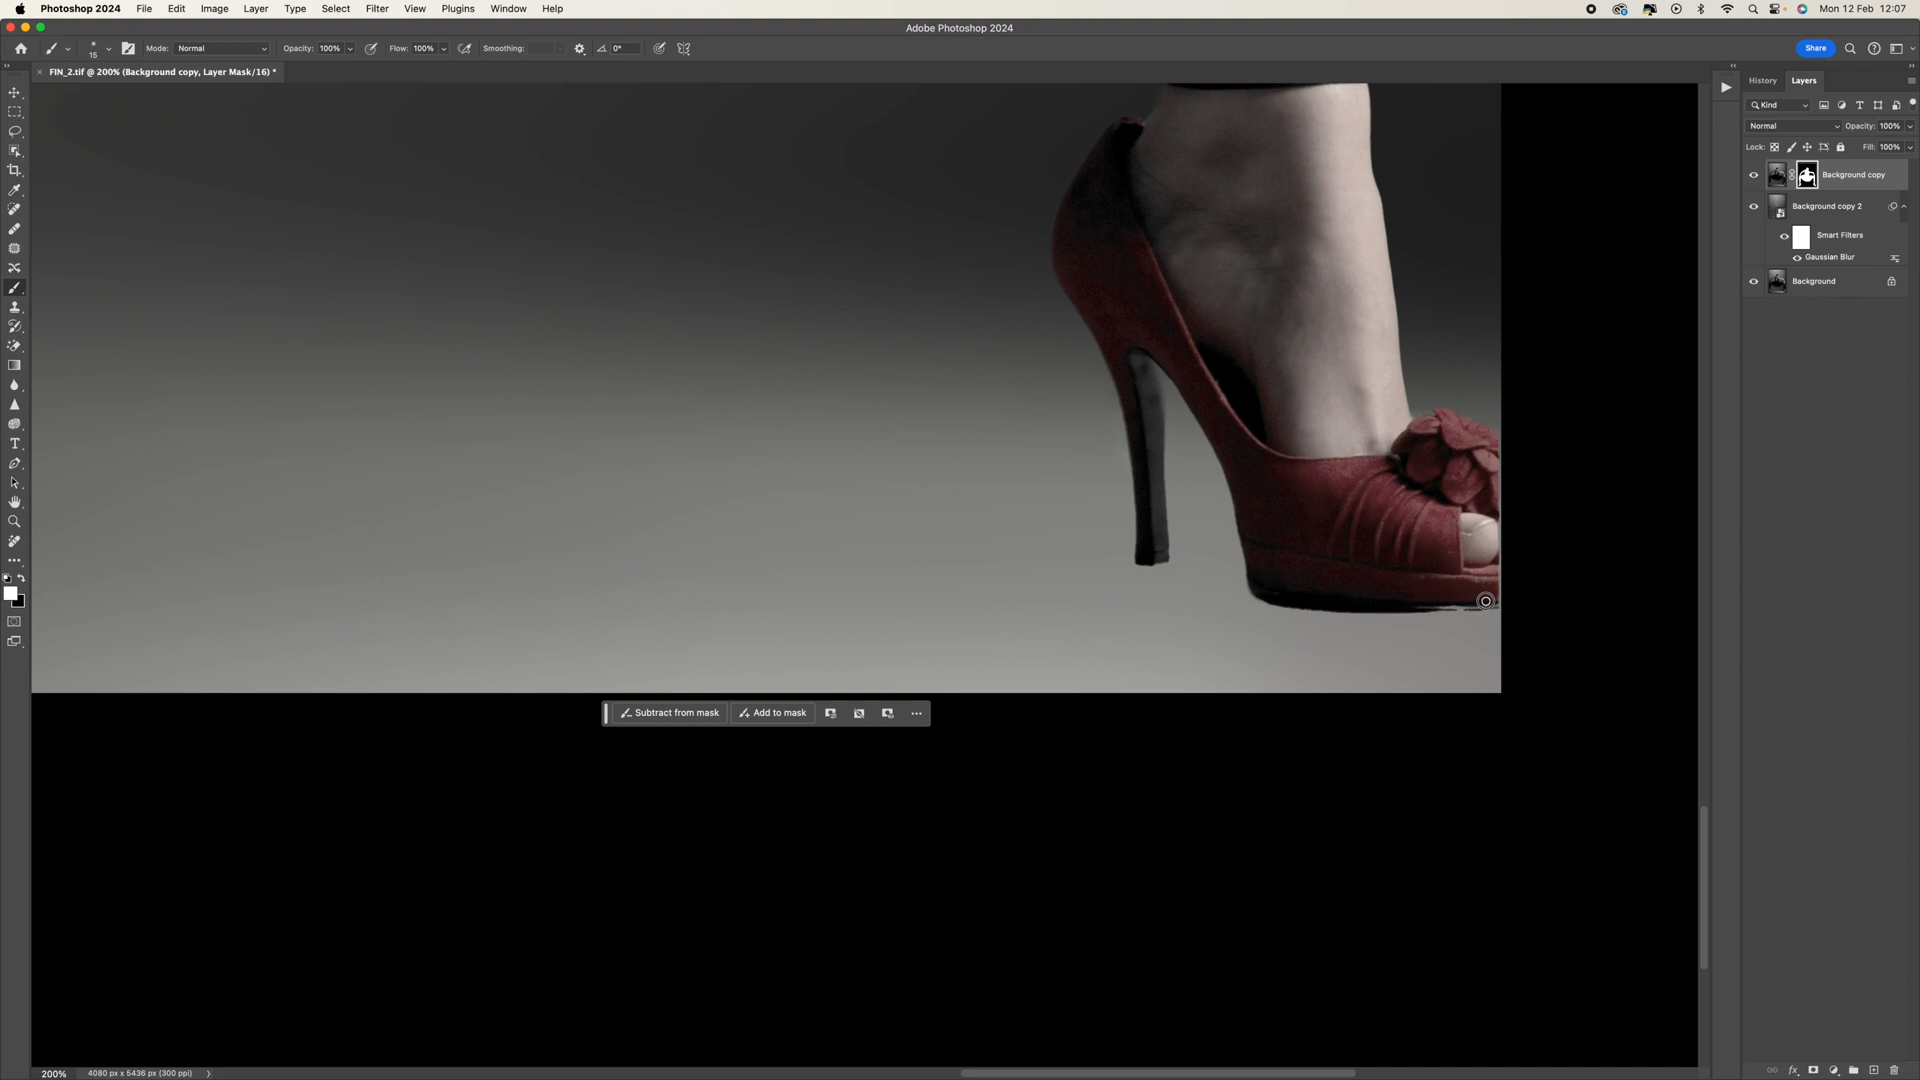 Photoshop 2024 File Edit Image Layer Type Select Filter View Plugins Window Help Mon 12 Feb 12:07
Adobe Photoshop 2024
15 Mode: Normal Opacity: 100% Flow: 100% Smoothing: 0° Share
× FIN_2.tif @ 200% (Background copy, Layer Mask/16) *
History Layers
Kind
Normal Opacity: 100%
Lock: Fill: 100%
Background copy
Background copy 2
Smart Filters
Gaussian Blur
Background
Subtract from mask Add to mask
200% 4080 px x 5436 px (300 ppi)